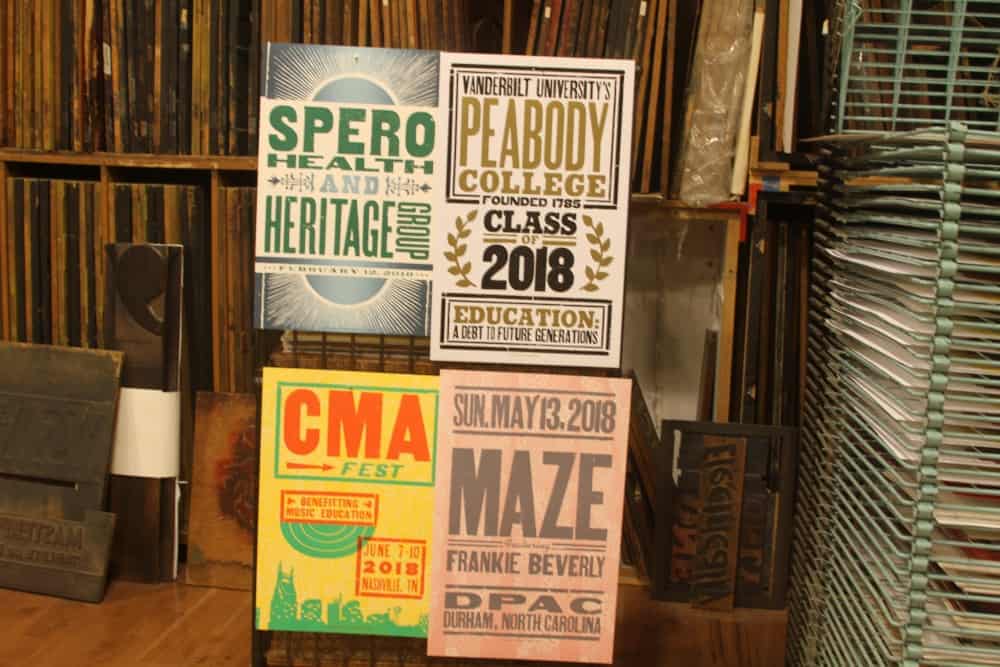 SPERO
HEALTH
AND
HERITAGE
GROUP
FEBRUARY 12, 2018
VANDERBILT UNIVERSITY'S
PEABODY
COLLEGE
FOUNDED 1785
CLASS
OF
2018
EDUCATION:
A DEBT TO FUTURE GENERATIONS
CMA
FEST
BENEFITTING
MUSIC EDUCATION
JUNE 7-10
2018
NASHVILLE, TN
SUN. MAY 13, 2018
MAZE
FRANKIE BEVERLY
DPAC
DURHAM, NORTH CAROLINA